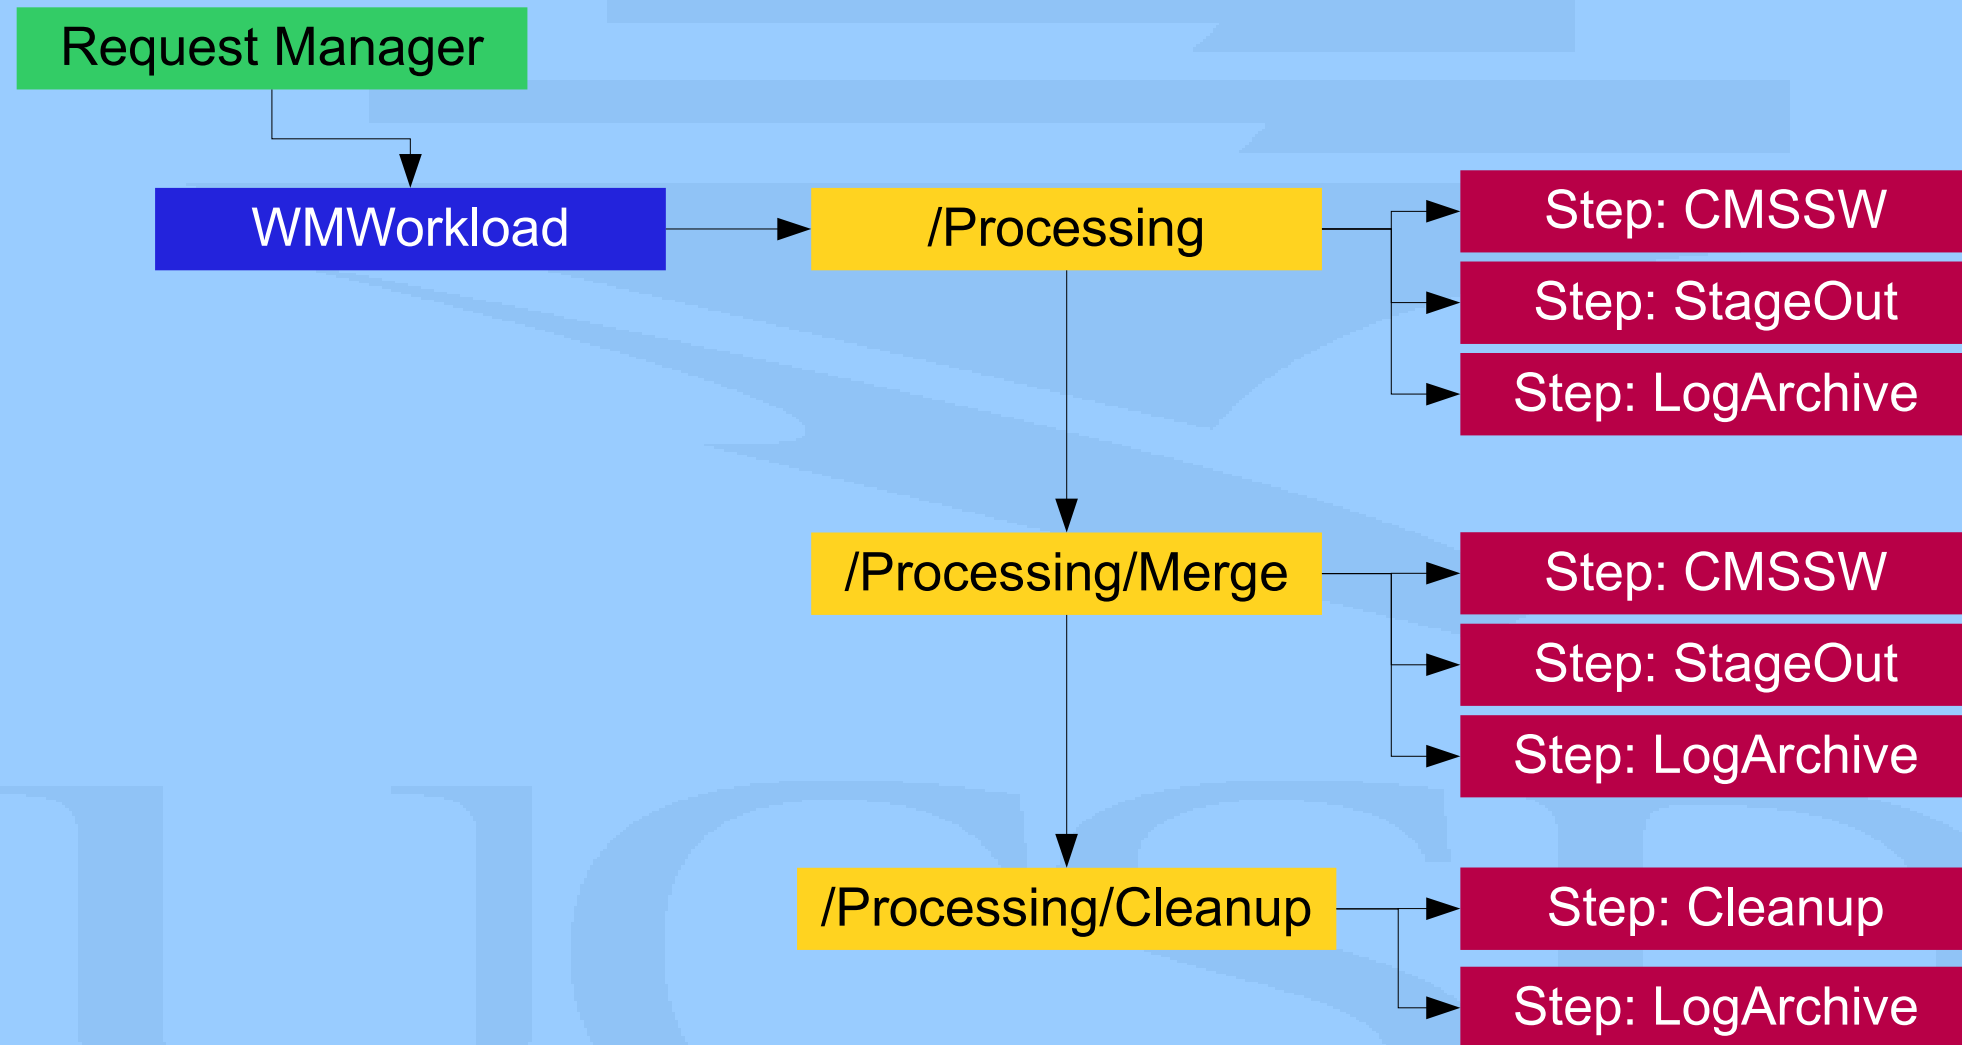 Request Manager
WMWorkload
/Processing
Step: CMSSW
Step: StageOut
Step: LogArchive
/Processing/Merge
Step: CMSSW
Step: StageOut
Step: LogArchive
/Processing/Cleanup
Step: Cleanup
Step: LogArchive